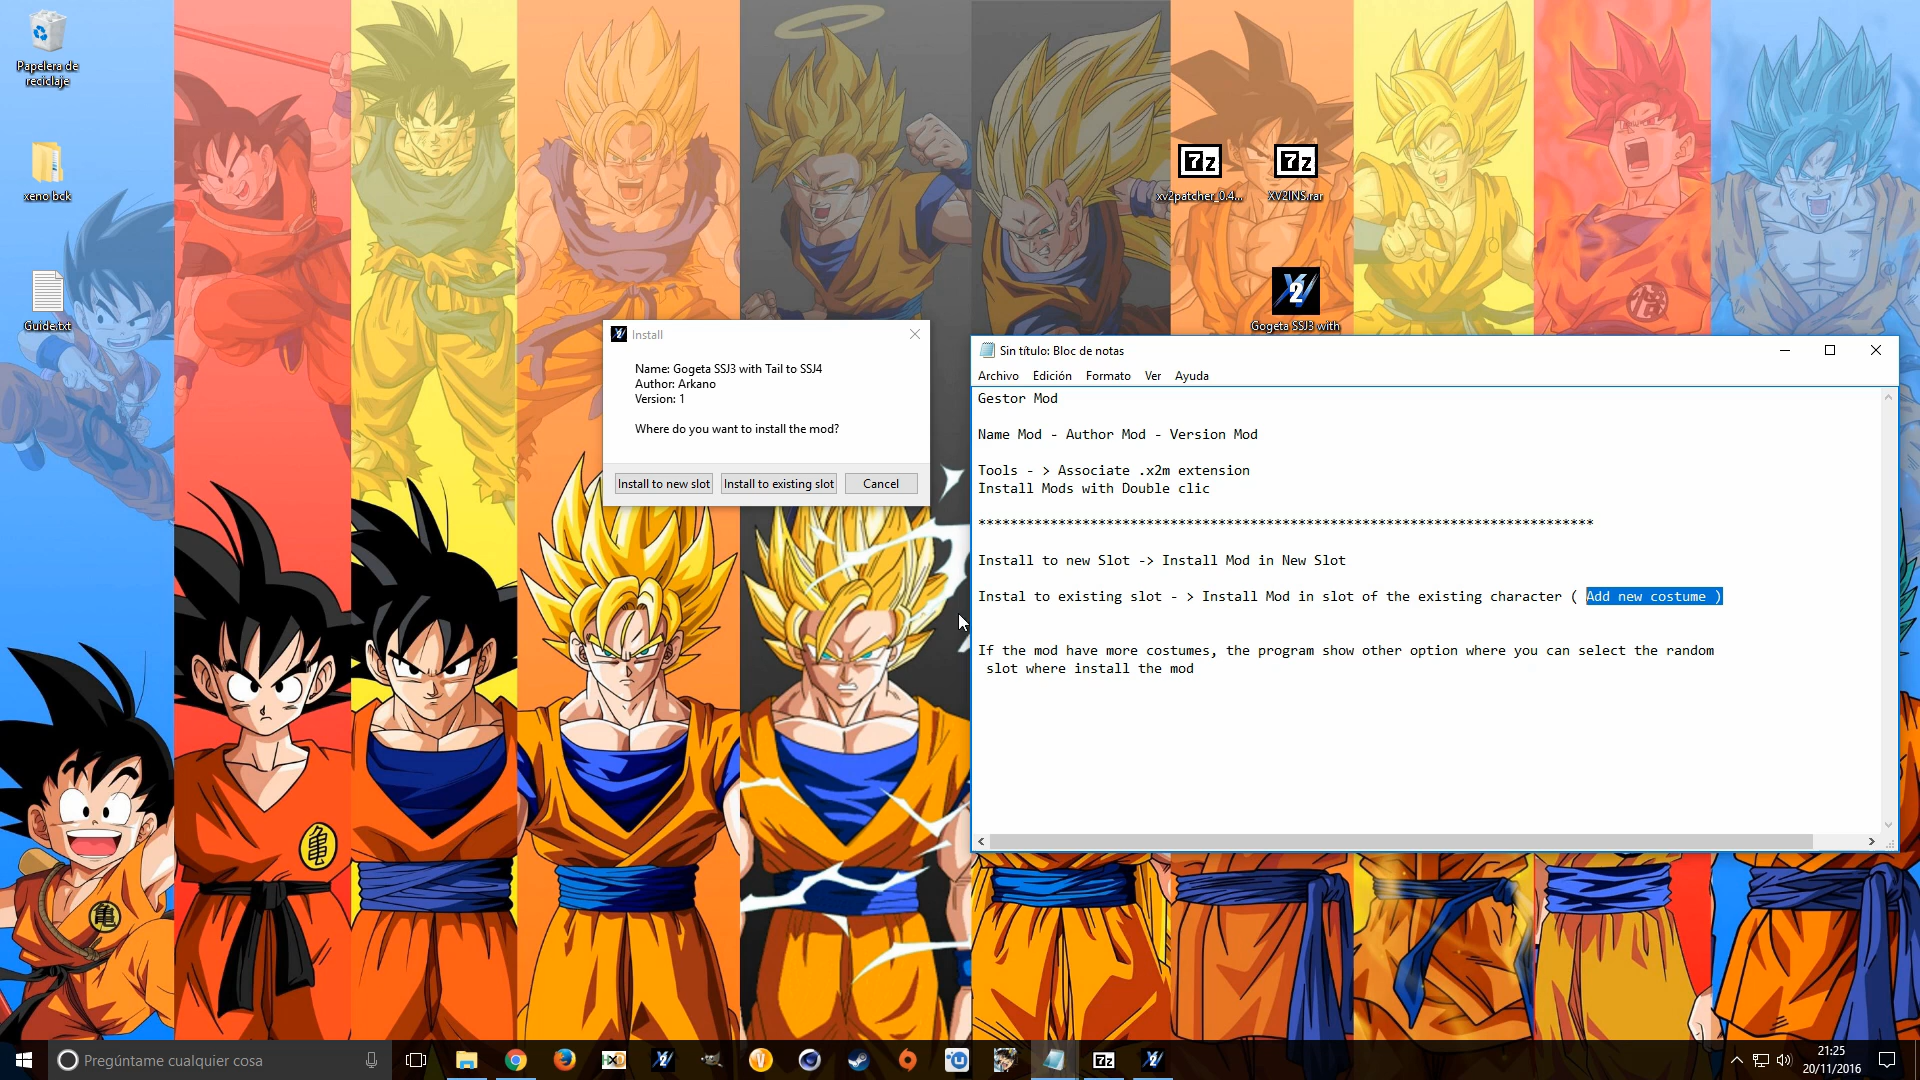 Papelera de
reciclaje
xeno bck
Guide.txt
7z
xv2patcher_0.4...
7z
XV2INS.rar
2
Gogeta SSJ3 with
Install
Name: Gogeta SSJ3 with Tail to SSJ4
Author: Arkano
Version: 1
Where do you want to install the mod?
Install to new slot
Install to existing slot
Cancel
Sin título: Bloc de notas
Archivo Edición Formato Ver Ayuda
Gestor Mod
Name Mod - Author Mod - Version Mod
Tools - > Associate .x2m extension
Install Mods with Double clic
*****************************************************************************
Install to new Slot -> Install Mod in New Slot
Instal to existing slot - > Install Mod in slot of the existing character ( Add new costume )
If the mod have more costumes, the program show other option where you can select the random
slot where install the mod
亀
亀
Pregúntame cualquier cosa
7z
21:25
20/11/2016